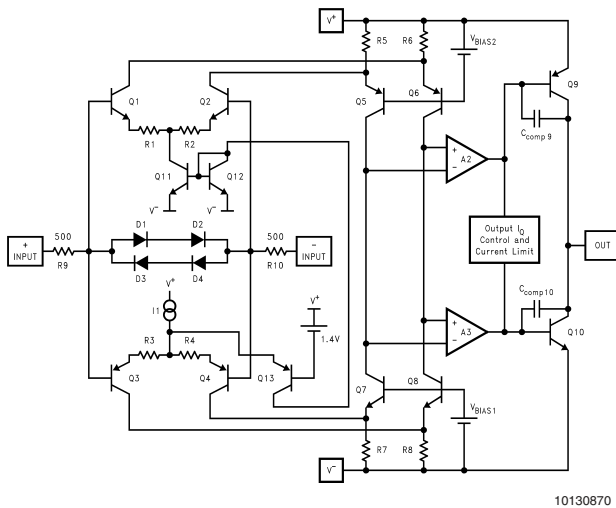 V+
R5
R6
VBIAS2
Q1
Q2
Q5
Q6
Q9
R1
R2
Ccomp9
+
A2
−
Q11
Q12
V−
V−
D1
D2
500
500
+
INPUT
−
INPUT
R9
R10
D3
D4
Output IQ
Control and
Current Limit
OUT
V+
V+
I1
1.4V
Ccomp10
+
A3
−
R3
R4
Q3
Q4
Q13
Q10
Q7
Q8
VBIAS1
R7
R8
V−
10130870